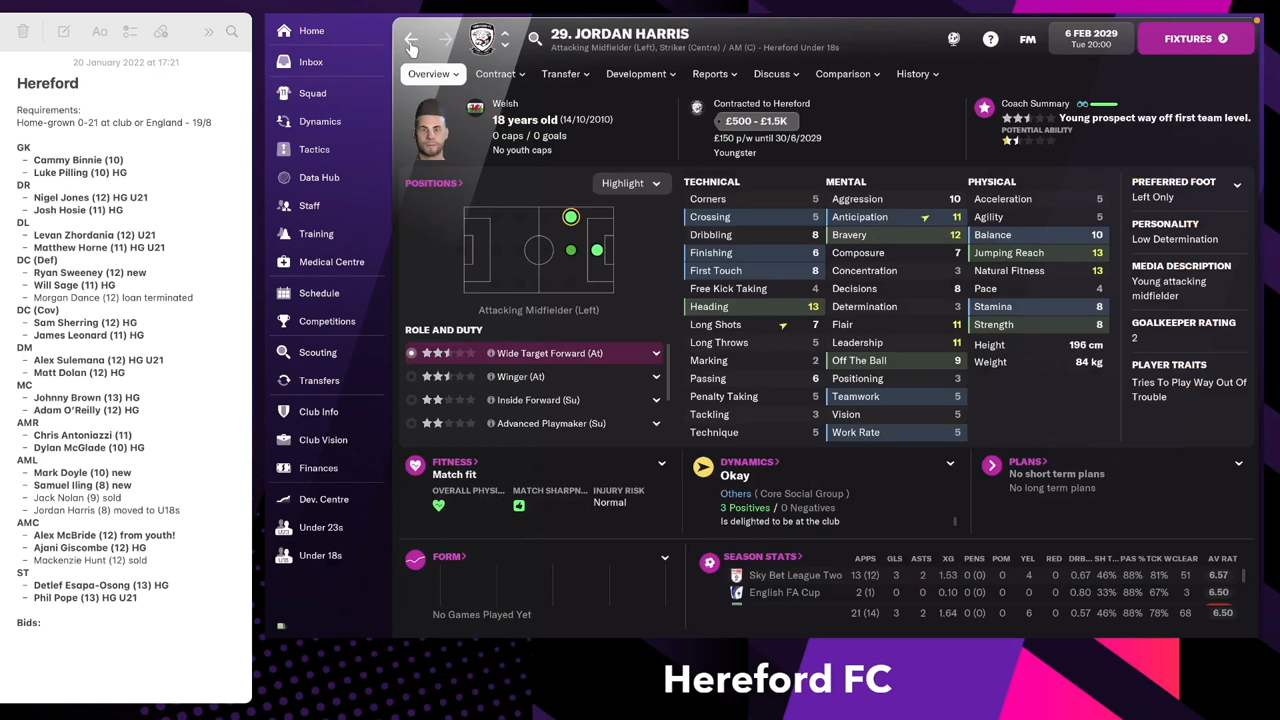 20 January 2022 at 17:21
Hereford
Requirements:
Home-grown 0-21 at club or England - 19/8
GK
- Cammy Binnie (10)
- Luke Pilling (10) HG
DR
- Nigel Jones (12) HG U21
- Josh Hosie (11) HG
DL
- Levan Zhordania (12) U21
- Matthew Horne (11) HG U21
DC (Def)
- Ryan Sweeney (12) new
- Will Sage (11) HG
- Morgan Dance (12) loan terminated
DC (Cov)
- Sam Sherring (12) HG
- James Leonard (11) HG
DM
- Alex Sulemana (12) HG U21
- Matt Dolan (12) HG
MC
- Johnny Brown (13) HG
- Adam O'Reilly (12) HG
AMR
- Chris Antoniazzi (11)
- Dylan McGlade (10) HG
AML
- Mark Doyle (10) new
- Samuel Iling (8) new
- Jack Nolan (9) sold
- Jordan Harris (8) moved to U18s
AMC
- Alex McBride (12) from youth!
- Ajani Giscombe (12) HG
- Mackenzie Hunt (12) sold
ST
- Detlef Esapa-Osong (13) HG
- Phil Pope (13) HG U21
Bids:
Home
Inbox
Squad
Dynamics
Tactics
Data Hub
Staff
Training
Medical Centre
Schedule
Competitions
Scouting
Transfers
Club Info
Club Vision
Finances
Dev. Centre
Under 23s
Under 18s
29. JORDAN HARRIS
Attacking Midfielder (Left), Striker (Centre) / AM (C) - Hereford Under 18s
FM
6 FEB 2029
Tue 20:00
FIXTURES
Overview Contract Transfer Development Reports Discuss Comparison History
Welsh
18 years old (14/10/2010)
0 caps / 0 goals
No youth caps
Contracted to Hereford
£500 - £1.5K
£150 p/w until 30/6/2029
Youngster
Coach Summary
Young prospect way off first team level.
POTENTIAL ABILITY
POSITIONS
Highlight
Attacking Midfielder (Left)
ROLE AND DUTY
Wide Target Forward (At)
Winger (At)
Inside Forward (Su)
Advanced Playmaker (Su)
TECHNICAL
Corners 5
Crossing 5
Dribbling 8
Finishing 6
First Touch 8
Free Kick Taking 4
Heading 13
Long Shots 7
Long Throws 5
Marking 2
Passing 6
Penalty Taking 5
Tackling 3
Technique 5
MENTAL
Aggression 10
Anticipation 11
Bravery 12
Composure 7
Concentration 3
Decisions 8
Determination 3
Flair 11
Leadership 11
Off The Ball 9
Positioning 3
Teamwork 5
Vision 5
Work Rate 5
PHYSICAL
Acceleration 5
Agility 5
Balance 10
Jumping Reach 13
Natural Fitness 13
Pace 4
Stamina 8
Strength 8
Height 196 cm
Weight 84 kg
PREFERRED FOOT
Left Only
PERSONALITY
Low Determination
MEDIA DESCRIPTION
Young attacking
midfielder
GOALKEEPER RATING
2
PLAYER TRAITS
Tries To Play Way Out Of
Trouble
FITNESS
Match fit
OVERALL PHYSI... MATCH SHARPN... INJURY RISK
Normal
DYNAMICS
Okay
Others ( Core Social Group )
3 Positives / 0 Negatives
Is delighted to be at the club
PLANS
No short term plans
No long term plans
FORM
No Games Played Yet
SEASON STATS APPS GLS ASTS XG PENS POM YEL RED DRB... SH T... PAS % TCK W CLEAR AV RAT
Sky Bet League Two 13 (12) 3 2 1.53 0 (0) 0 4 0 0.67 46% 88% 81% 51 6.57
English FA Cup 2 (1) 0 0 0.10 0 (0) 0 0 0 0.80 33% 88% 67% 3 6.50
21 (14) 3 2 1.64 0 (0) 0 6 0 0.57 46% 88% 78% 68 6.50
Hereford FC